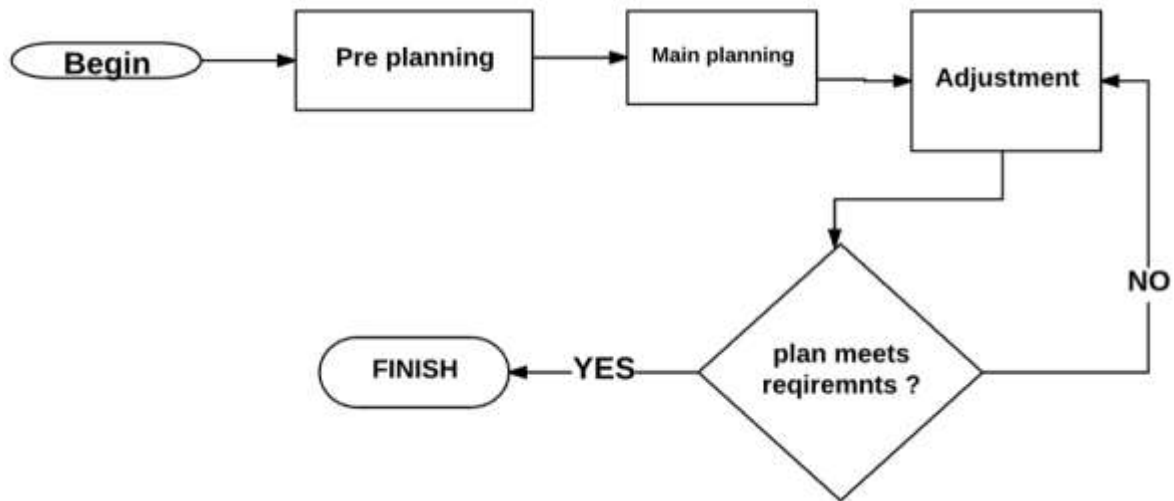 Begin
Pre planning
Main planning
Adjustment
NO
plan meets
reqiremnts ?
YES
FINISH